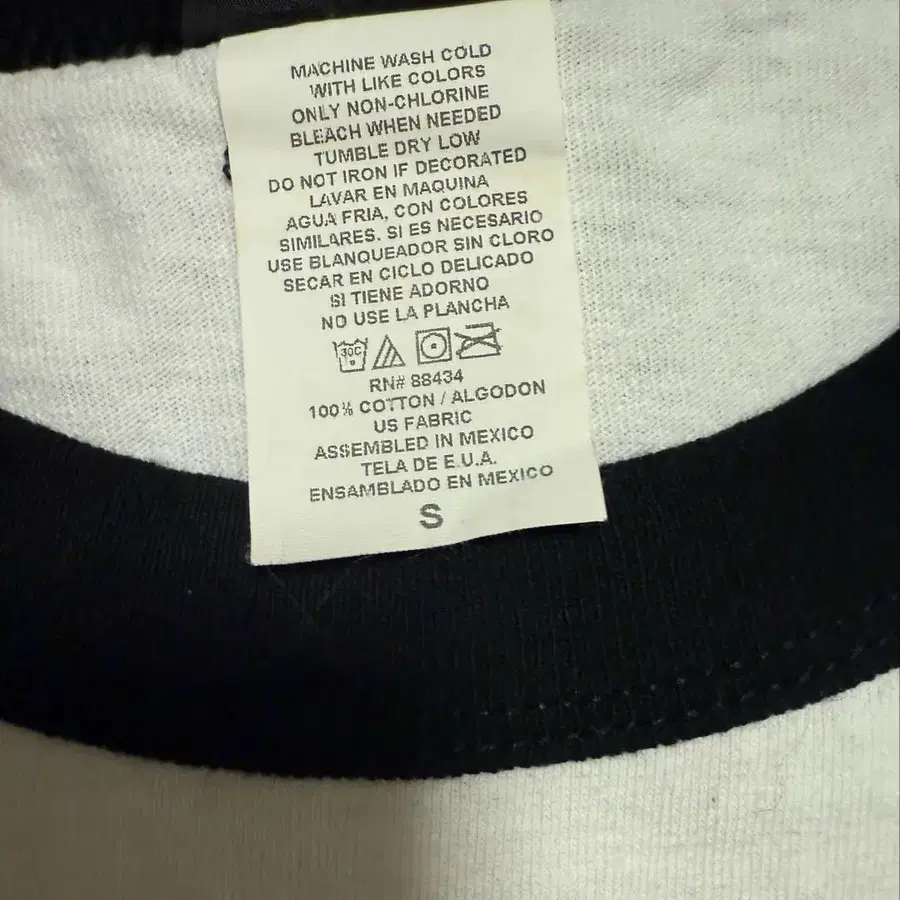 MACHINE WASH COLD
WITH LIKE COLORS
ONLY NON-CHLORINE
BLEACH WHEN NEEDED
TUMBLE DRY LOW
DO NOT IRON IF DECORATED
LAVAR EN MAQUINA
AGUA FRIA, CON COLORES
SIMILARES. SI ES NECESARIO
USE BLANQUEADOR SIN CLORO
SECAR EN CICLO DELICADO
SI TIENE ADORNO
NO USE LA PLANCHA
30C
RN# 88434
100% COTTON / ALGODON
US FABRIC
ASSEMBLED IN MEXICO
TELA DE E.U.A.
ENSAMBLADO EN MEXICO
S